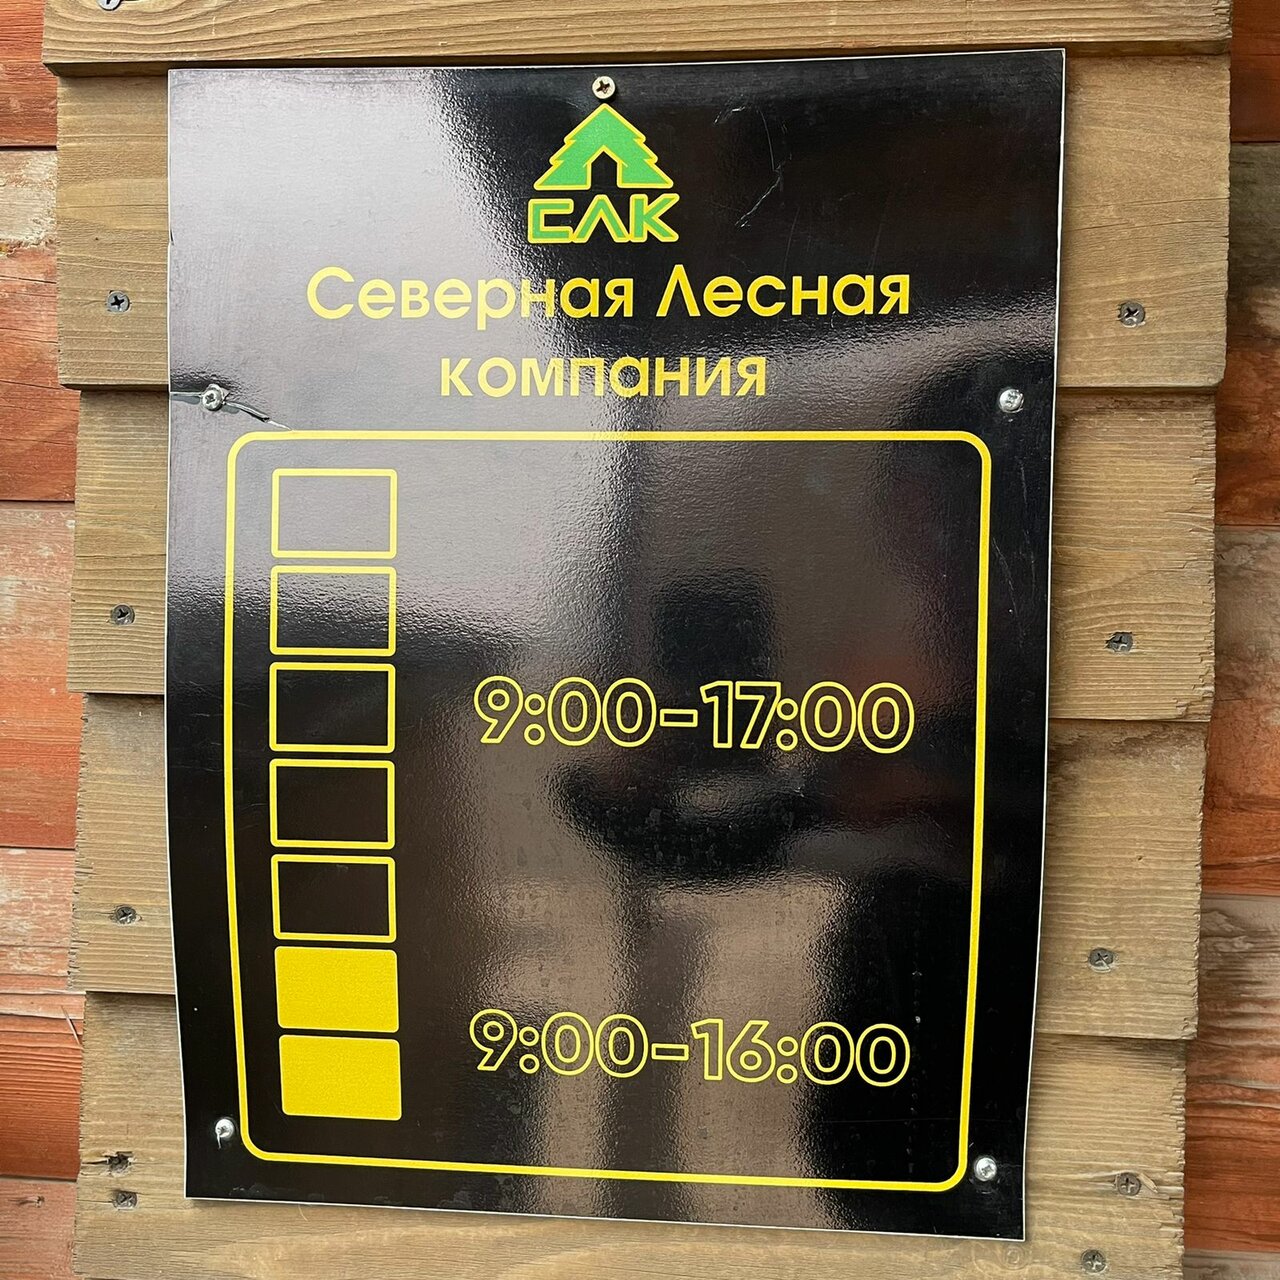 СЛК
Северная Лесная
компания
9:00-17:00
9:00-16:00